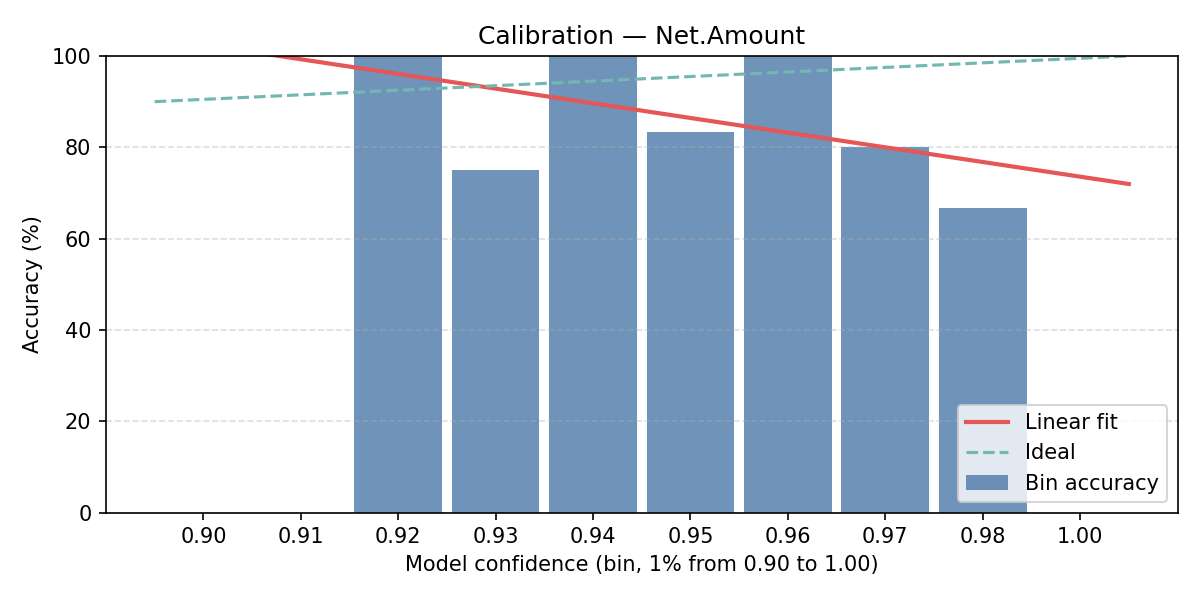 Calibration — Net.Amount
100
80
60
40
20
0
Accuracy (%)
0.90 0.91 0.92 0.93 0.94 0.95 0.96 0.97 0.98 1.00
Model confidence (bin, 1% from 0.90 to 1.00)
Linear fit
Ideal
Bin accuracy